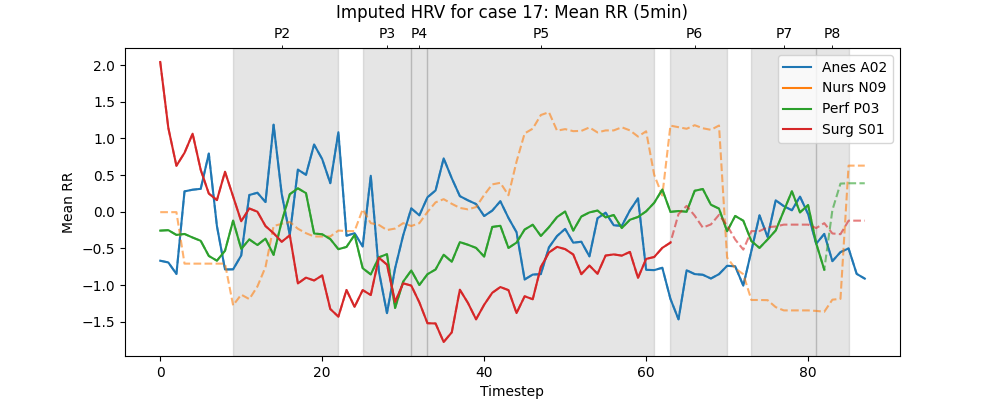 Imputed HRV for case 17: Mean RR (5min)
P2 P3 P4 P5 P6 P7 P8
Mean RR
2.0
1.5
1.0
0.5
0.0
−0.5
−1.0
−1.5
Anes A02
Nurs N09
Perf P03
Surg S01
0 20 40 60 80
Timestep